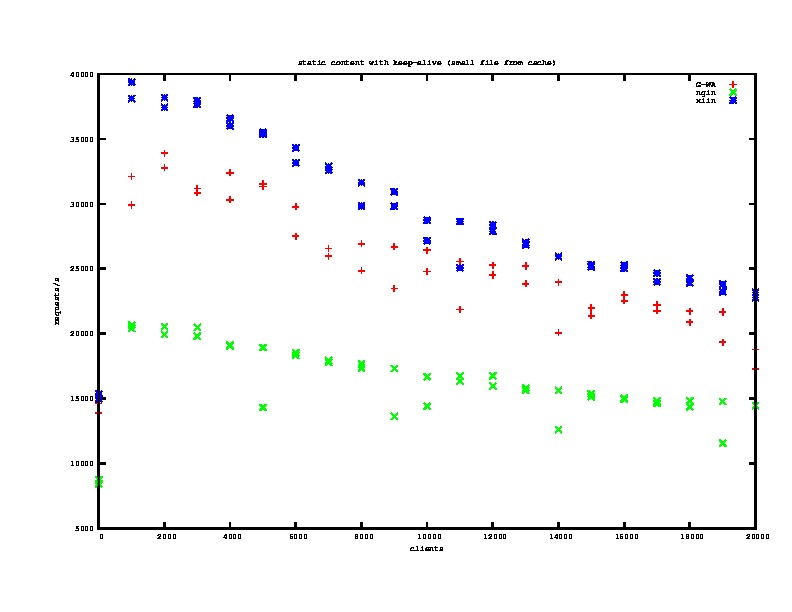 static content with keep-alive (small file from cache)
G-WAN
ngin
xiin
40000
35000
30000
25000
20000
15000
10000
5000
requests/s
0 2000 4000 6000 8000 10000 12000 14000 16000 18000 20000
clients